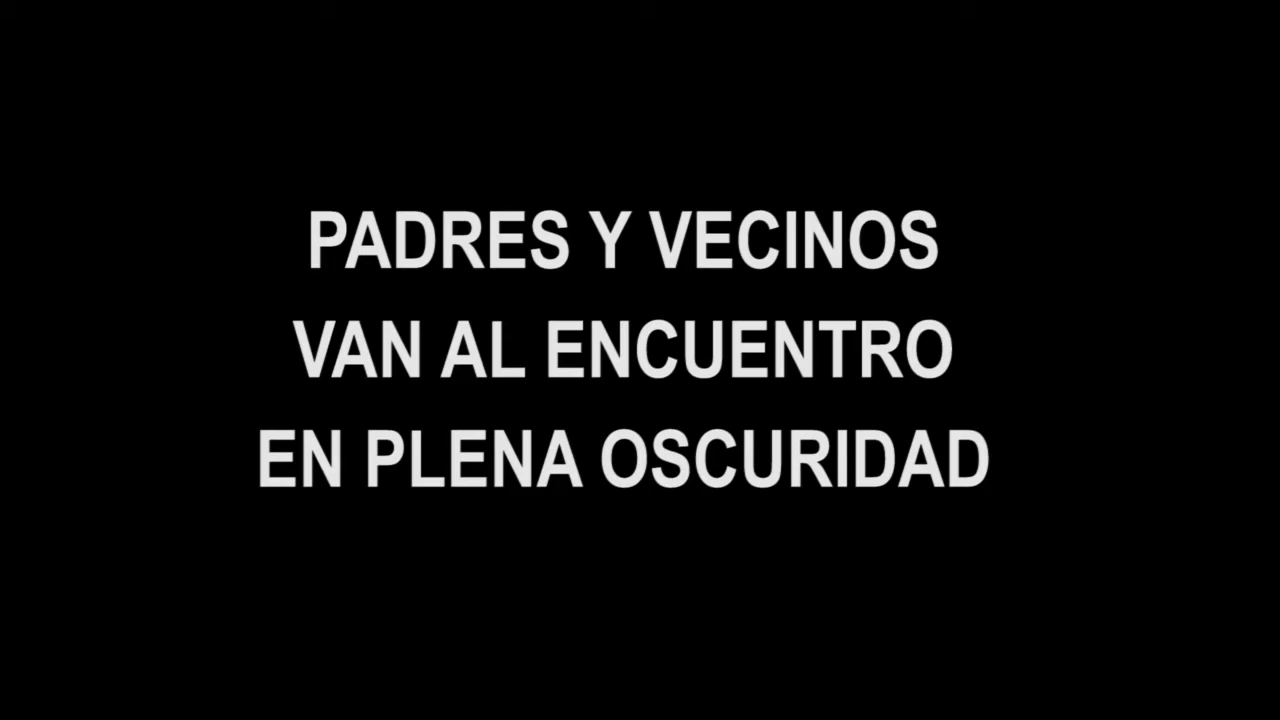 PADRES Y VECINOS
VAN AL ENCUENTRO
EN PLENA OSCURIDAD